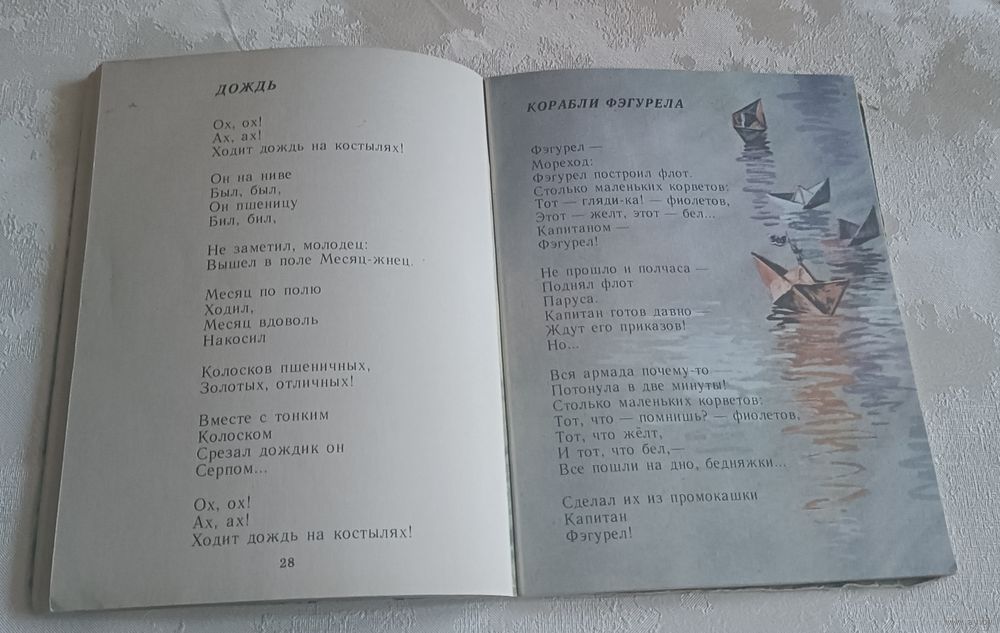 ДОЖДЬ
Ох, ох!
Ах, ах!
Ходит дождь на костылях!
Он на ниве
Был, был,
Он пшеницу
Бил, бил,
Не заметил, молодец:
Вышел в поле Месяц-жнец.
Месяц по полю
Ходил,
Месяц вдоволь
Накосил
Колосков пшеничных,
Золотых, отличных!
Вместе с тонким
Колоском
Срезал дождик он
Серпом...
Ох, ох!
Ах, ах!
Ходит дождь на костылях!
28
КОРАБЛИ ФЭГУРЕЛА
Фэгурел —
Мореход:
Фэгурел построил флот.
Столько маленьких корветов:
Тот — гляди-ка! — фиолетов,
Этот — желт, этот — бел...
Капитаном —
Фэгурел!
Не прошло и полчаса —
Поднял флот
Паруса.
Капитан готов давно —
Ждут его приказов!
Но...
Вся армада почему-то —
Потонула в две минуты!
Столько маленьких корветов:
Тот, что — помнишь? — фиолетов,
Тот, что жёлт,
И тот, что бел,—
Все пошли на дно, бедняжки...
Сделал их из промокашки
Капитан
Фэгурел!